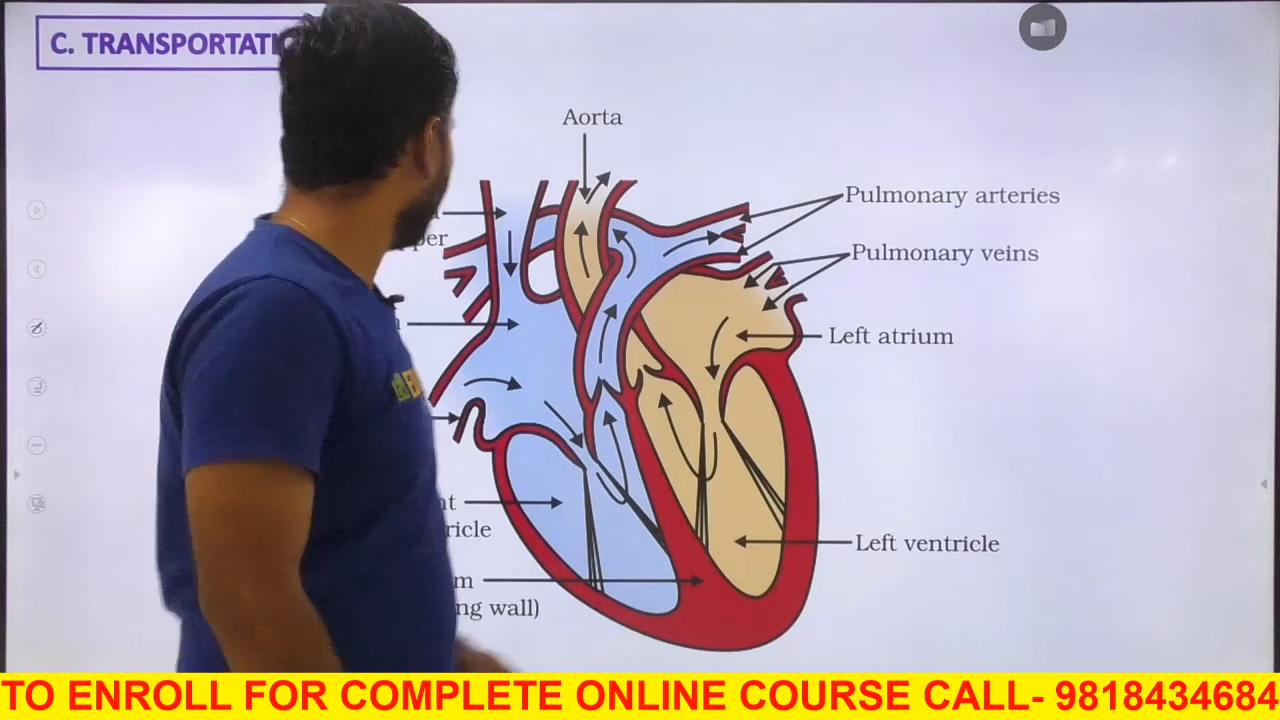 C. TRANSPORTATI
Aorta
Pulmonary arteries
per
Pulmonary veins
Left atrium
ricle
Left ventricle
ng wall)
TO ENROLL FOR COMPLETE ONLINE COURSE CALL- 9818434684